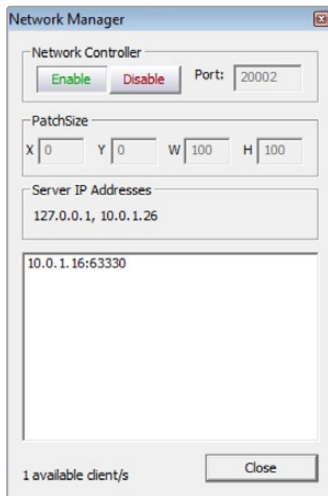 Network Manager
Network Controller
Enable Disable Port: 20002
PatchSize
X 0 Y 0 W 100 H 100
Server IP Addresses
127.0.0.1, 10.0.1.26
10.0.1.16:63330
1 available client/s
Close